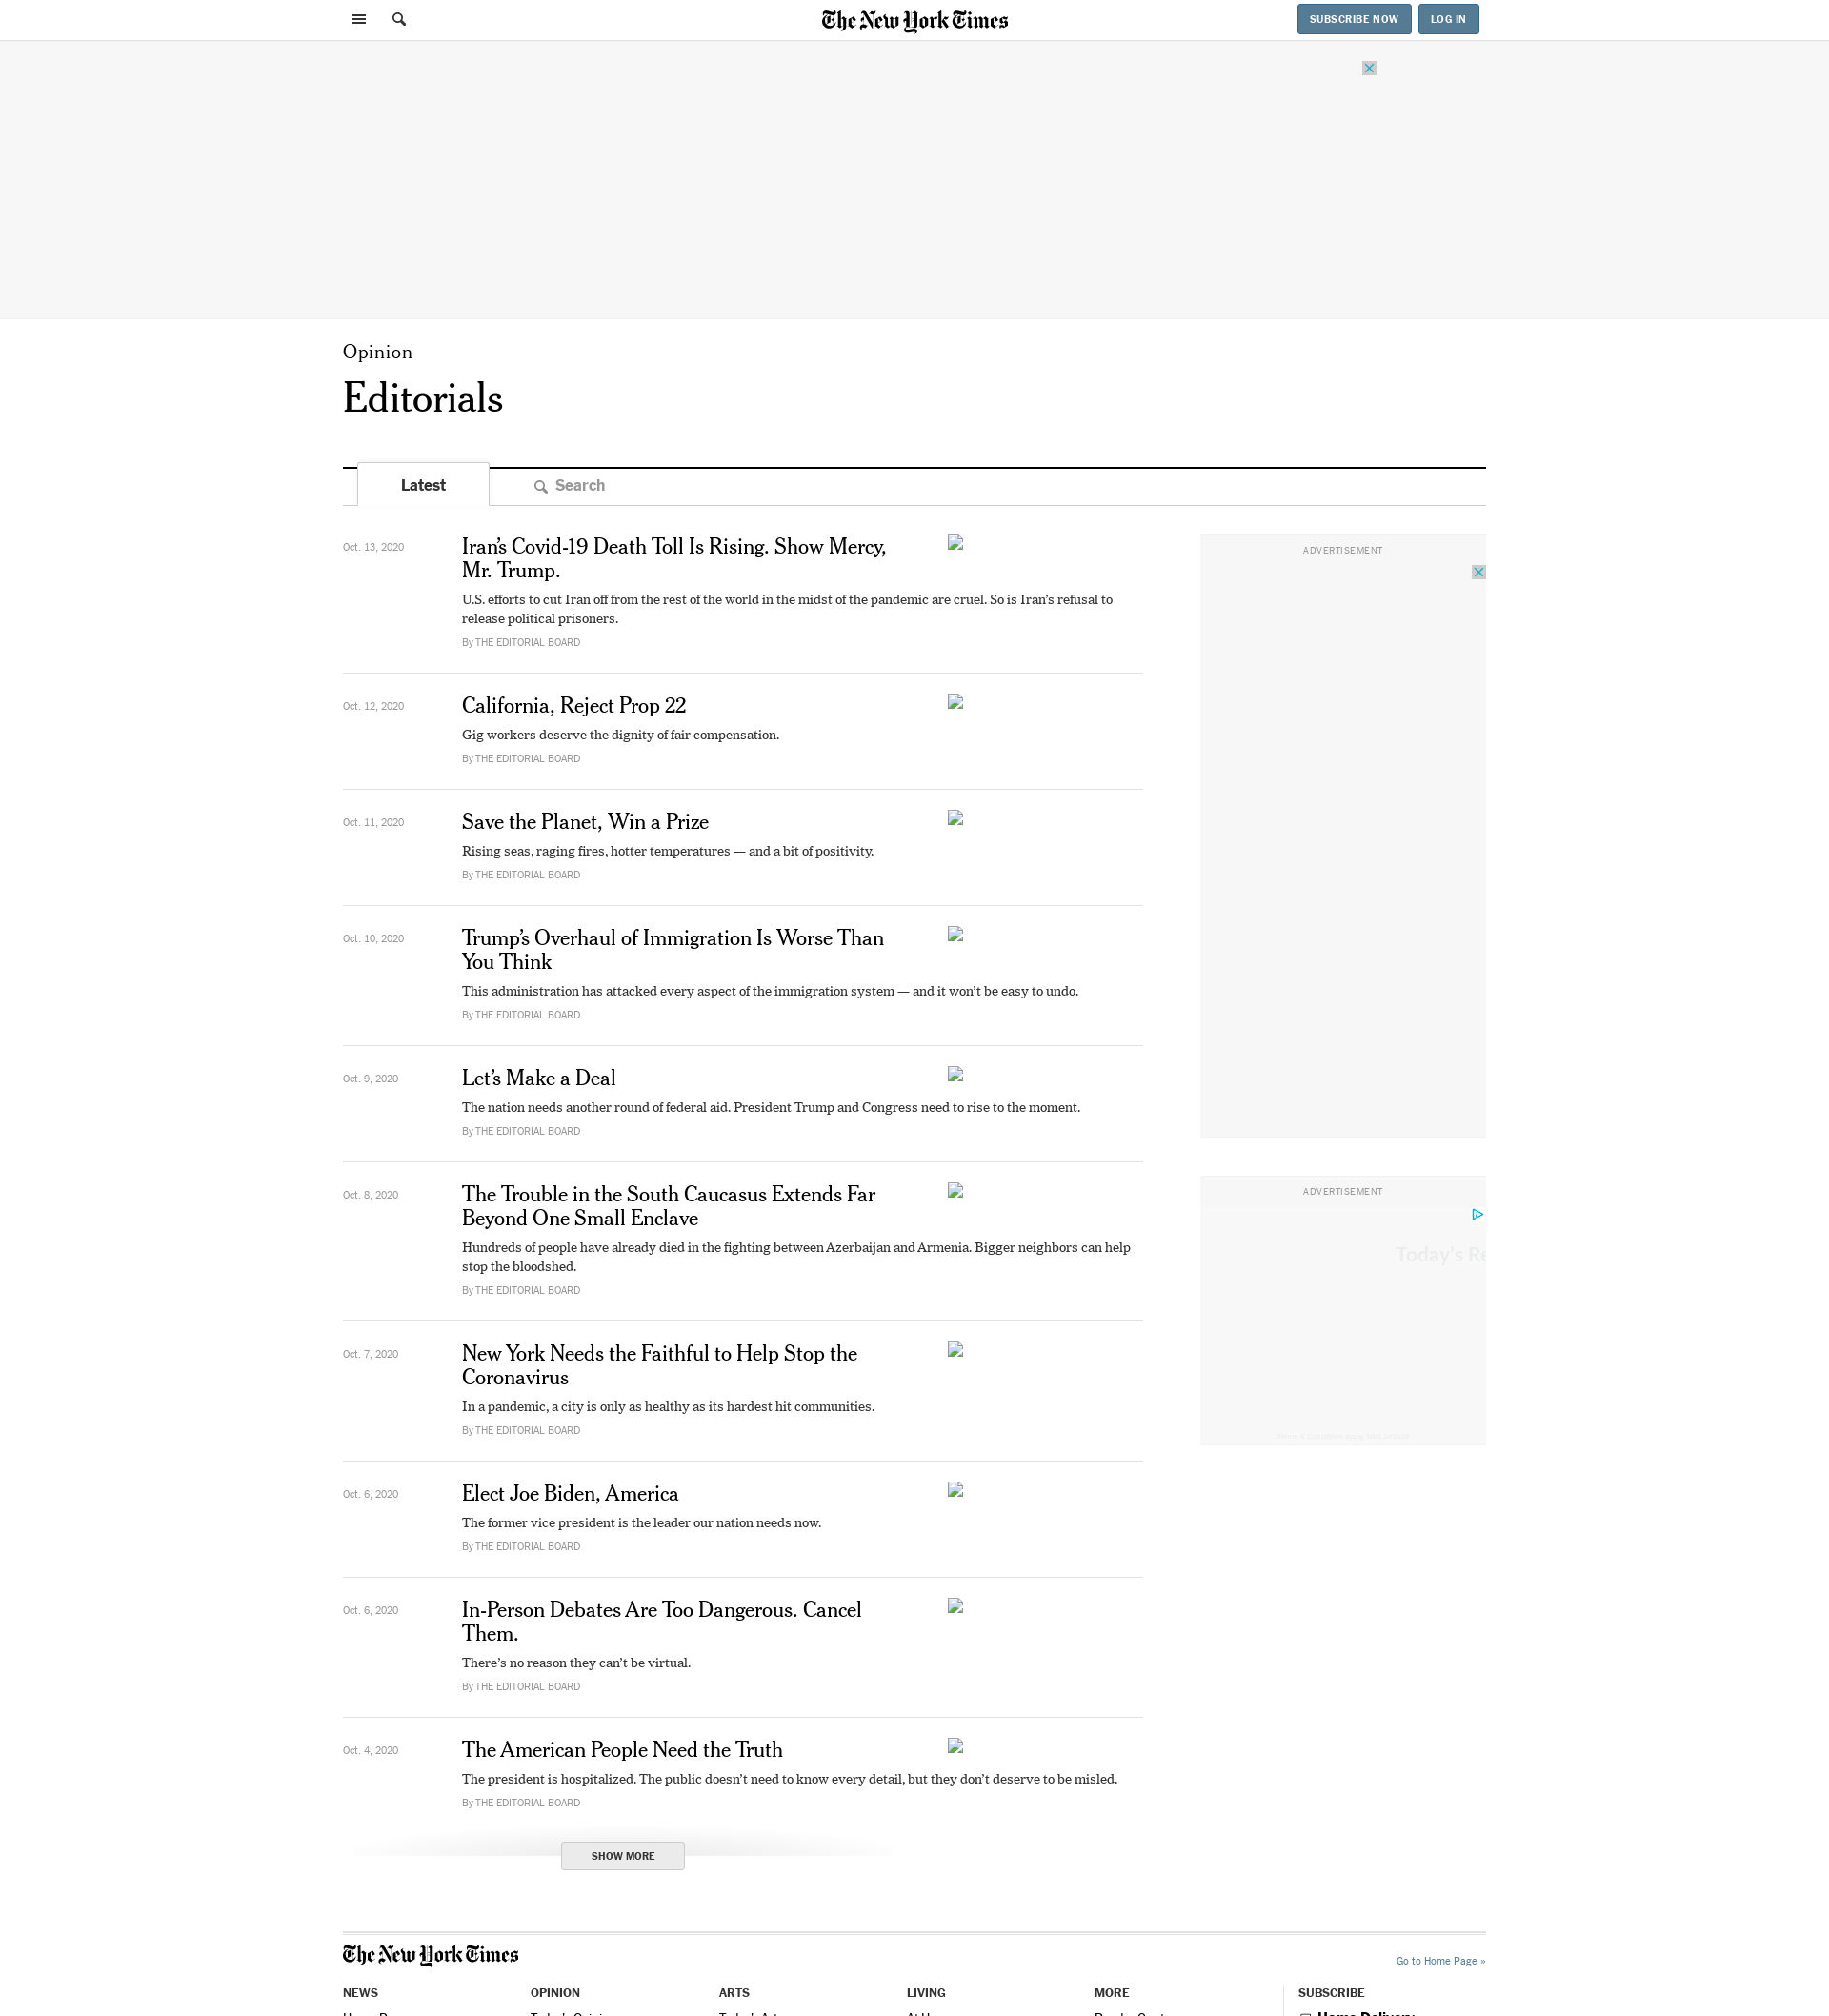 The New York Times
SUBSCRIBE NOW
LOG IN
Opinion
Editorials
Latest
Search
Oct. 13, 2020
Iran’s Covid-19 Death Toll Is Rising. Show Mercy,
Mr. Trump.
U.S. efforts to cut Iran off from the rest of the world in the midst of the pandemic are cruel. So is Iran’s refusal to
release political prisoners.
By THE EDITORIAL BOARD
ADVERTISEMENT
Oct. 12, 2020
California, Reject Prop 22
Gig workers deserve the dignity of fair compensation.
By THE EDITORIAL BOARD
Oct. 11, 2020
Save the Planet, Win a Prize
Rising seas, raging fires, hotter temperatures — and a bit of positivity.
By THE EDITORIAL BOARD
Oct. 10, 2020
Trump’s Overhaul of Immigration Is Worse Than
You Think
This administration has attacked every aspect of the immigration system — and it won’t be easy to undo.
By THE EDITORIAL BOARD
Oct. 9, 2020
Let’s Make a Deal
The nation needs another round of federal aid. President Trump and Congress need to rise to the moment.
By THE EDITORIAL BOARD
Oct. 8, 2020
The Trouble in the South Caucasus Extends Far
Beyond One Small Enclave
Hundreds of people have already died in the fighting between Azerbaijan and Armenia. Bigger neighbors can help
stop the bloodshed.
By THE EDITORIAL BOARD
ADVERTISEMENT
Today's Re
Oct. 7, 2020
New York Needs the Faithful to Help Stop the
Coronavirus
In a pandemic, a city is only as healthy as its hardest hit communities.
By THE EDITORIAL BOARD
Oct. 6, 2020
Elect Joe Biden, America
The former vice president is the leader our nation needs now.
By THE EDITORIAL BOARD
Oct. 6, 2020
In-Person Debates Are Too Dangerous. Cancel
Them.
There’s no reason they can’t be virtual.
By THE EDITORIAL BOARD
Oct. 4, 2020
The American People Need the Truth
The president is hospitalized. The public doesn’t need to know every detail, but they don’t deserve to be misled.
By THE EDITORIAL BOARD
SHOW MORE
The New York Times
Go to Home Page »
NEWS
OPINION
ARTS
LIVING
MORE
SUBSCRIBE
Home Delivery